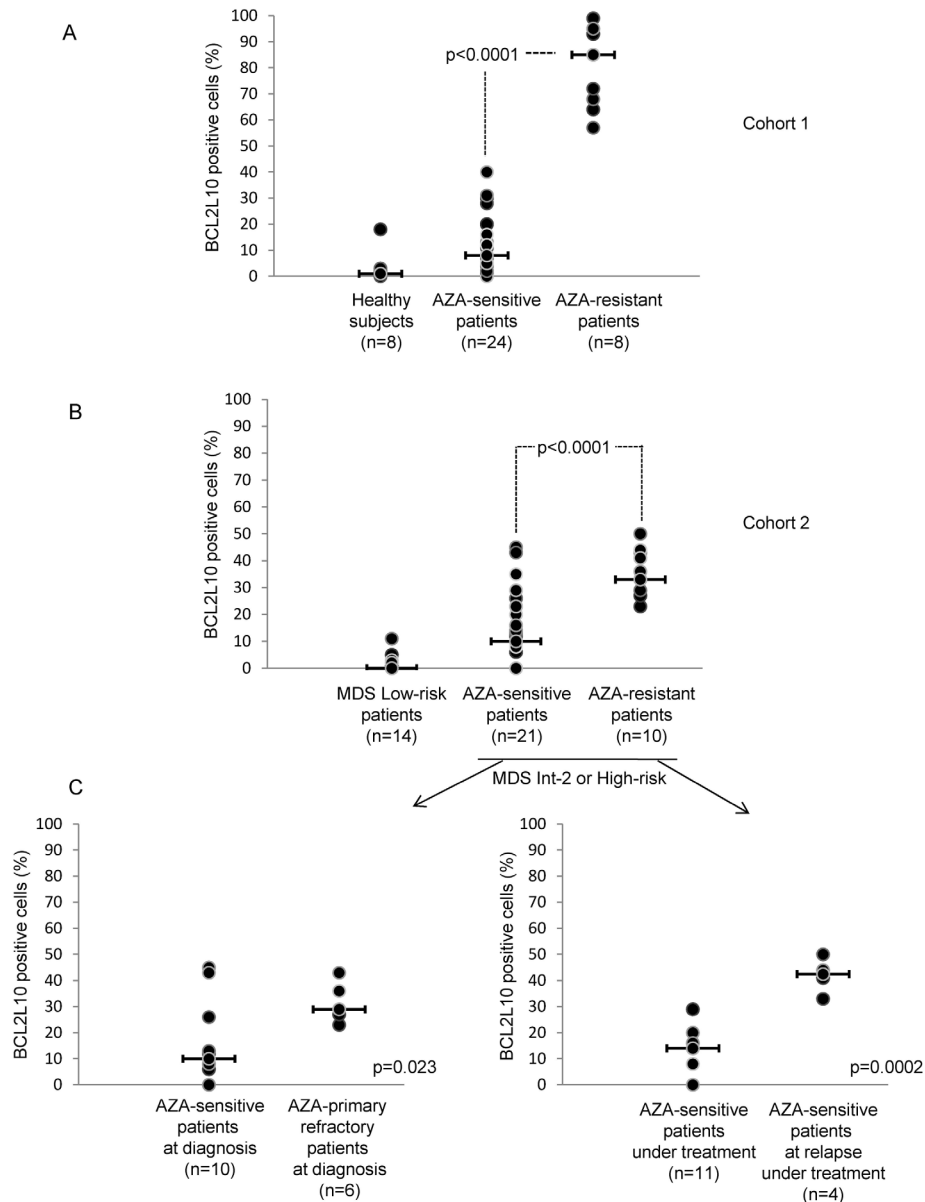 A
BCL2L10 positive cells (%)
100
90
80
70
60
50
40
30
20
10
0
p<0.0001
Cohort 1
Healthy
subjects
(n=8)
AZA-sensitive
patients
(n=24)
AZA-resistant
patients
(n=8)
B
BCL2L10 positive cells (%)
100
90
80
70
60
50
40
30
20
10
0
p<0.0001
Cohort 2
MDS Low-risk
patients
(n=14)
AZA-sensitive
patients
(n=21)
AZA-resistant
patients
(n=10)
MDS Int-2 or High-risk
C
BCL2L10 positive cells (%)
100
90
80
70
60
50
40
30
20
10
0
p=0.023
AZA-sensitive
patients
at diagnosis
(n=10)
AZA-primary
refractory
patients
at diagnosis
(n=6)
BCL2L10 positive cells (%)
100
90
80
70
60
50
40
30
20
10
0
p=0.0002
AZA-sensitive
patients
under treatment
(n=11)
AZA-sensitive
patients
at relapse
under treatment
(n=4)